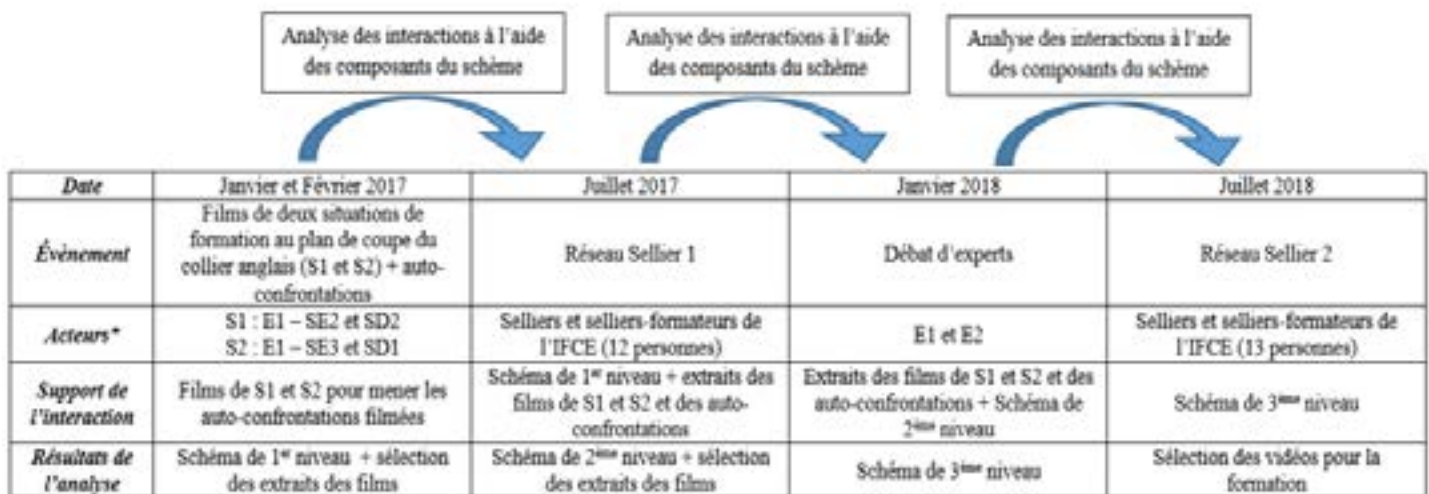 Analyse des interactions à l'aide
des composants du schème
Analyse des interactions à l'aide
des composants du schème
Analyse des interactions à l'aide
des composants du schème
Date Janvier et Février 2017 Juillet 2017 Janvier 2018 Juillet 2018
Évènement
Films de deux situations de
formation au plan de coupe du
collier anglais (S1 et S2) + auto-
confrontations
Réseau Sellier 1
Débat d'experts
Réseau Sellier 2
Acteurs*
S1 : E1 – SE2 et SD2
S2 : E1 – SE3 et SD1
Selliers et selliers-formateurs de
l'IFCE (12 personnes)
E1 et E2
Selliers et selliers-formateurs de
l'IFCE (13 personnes)
Support de
l'interaction
Films de S1 et S2 pour mener les
auto-confrontations filmées
Schéma de 1er niveau + extraits des
films de S1 et S2 et des auto-
confrontations
Extraits des films de S1 et S2 et des
auto-confrontations + Schéma de
2ème niveau
Schéma de 3ème niveau
Résultats de
l'analyse
Schéma de 1er niveau + sélection
des extraits des films
Schéma de 2ème niveau + sélection
des extraits des films
Schéma de 3ème niveau
Sélection des vidéos pour la
formation